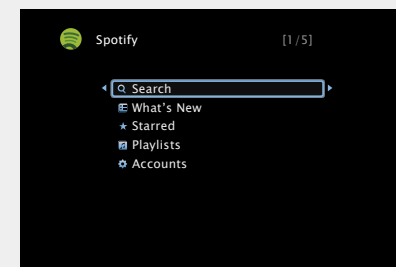 Spotify [1/5]
Search
What's New
Starred
Playlists
Accounts